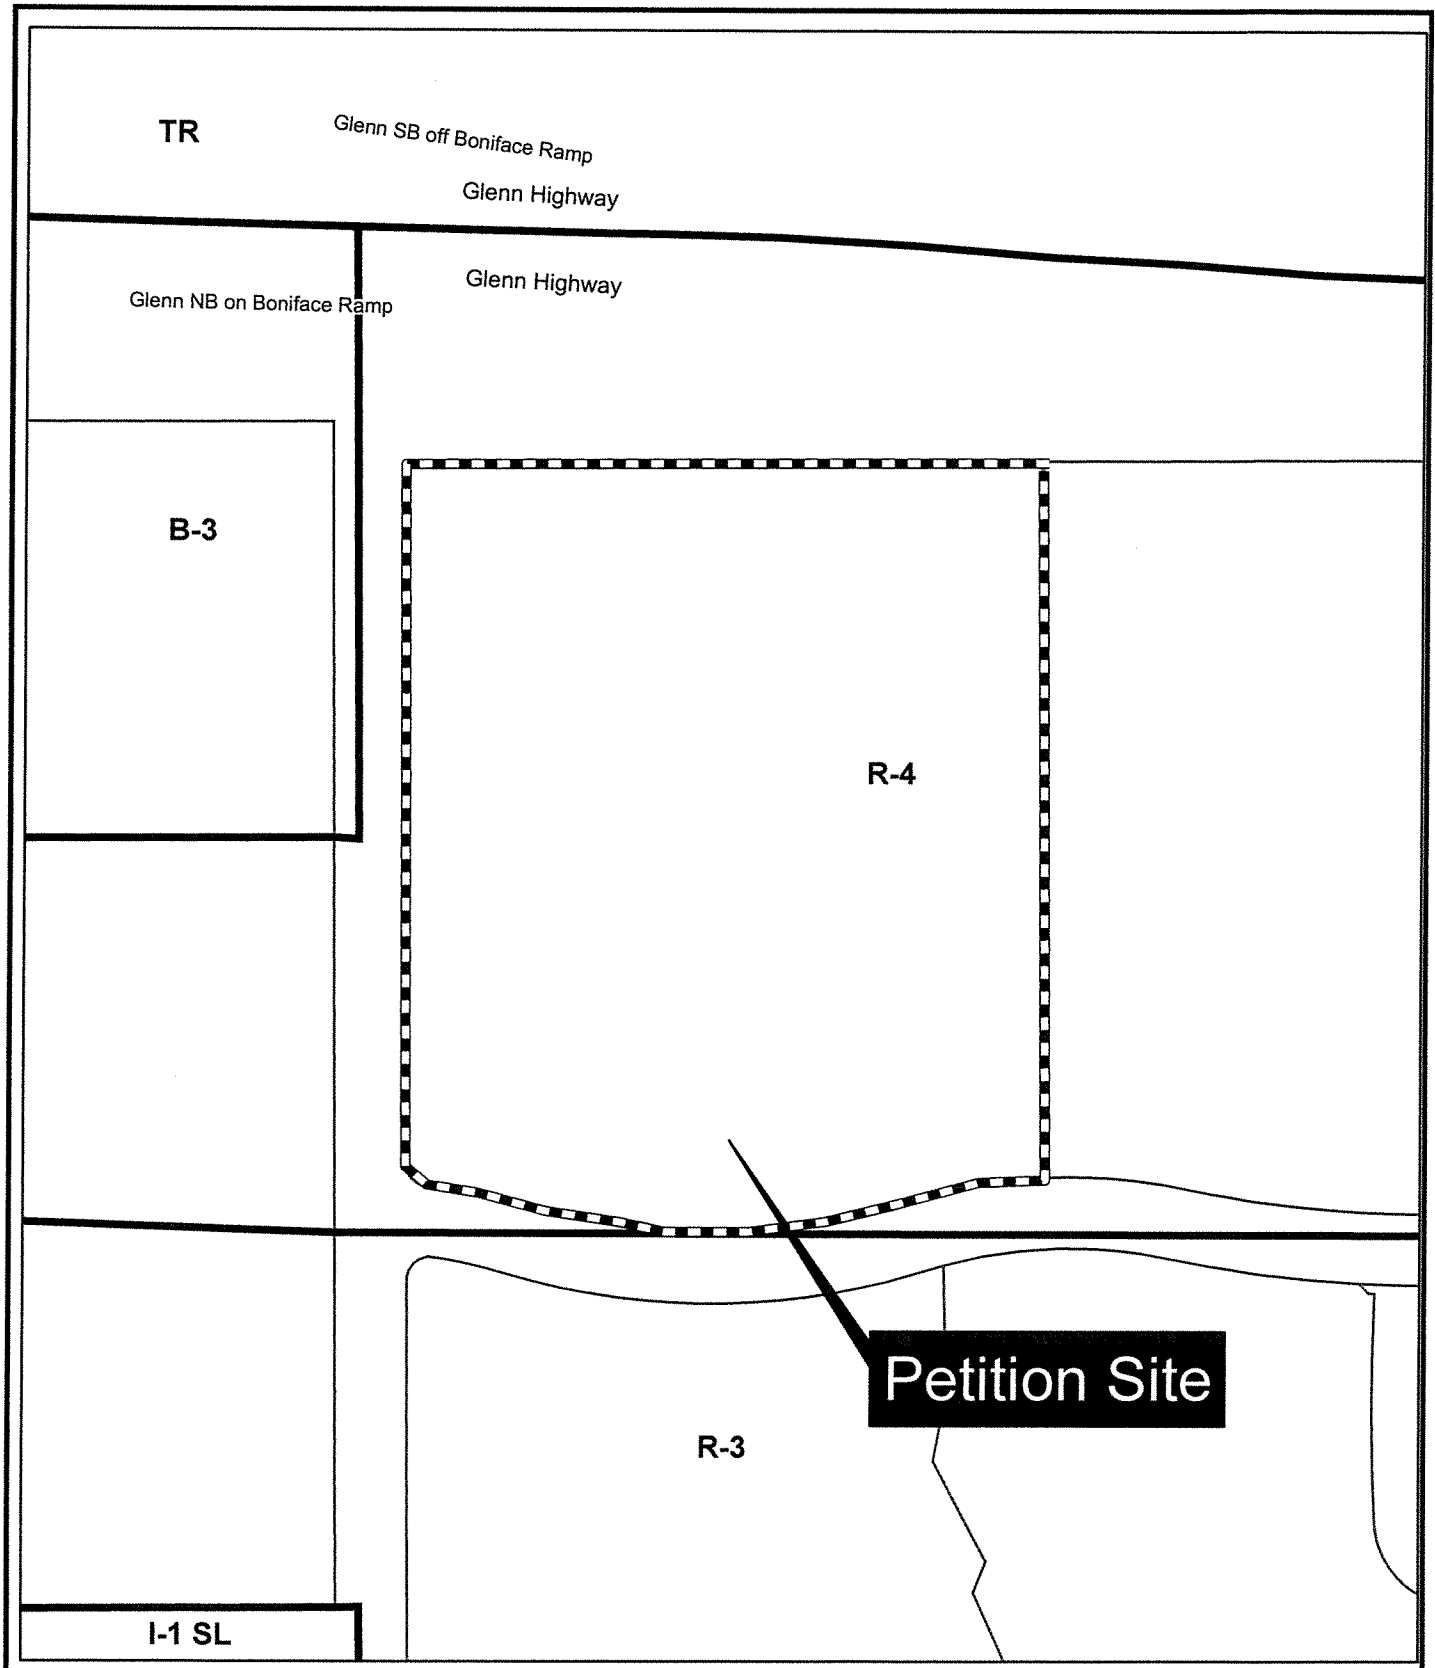 TR
Glenn SB off Boniface Ramp
Glenn Highway
Glenn Highway
Glenn NB on Boniface Ramp
B-3
R-4
Petition Site
R-3
I-1 SL